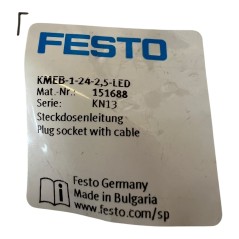 FESTO
KMEB-1-24-2,5-LED
Mat.-Nr.: 151688
Serie: KN13
Steckdosenleitung
Plug socket with cable
Festo Germany
Made in Bulgaria
www.festo.com/sp